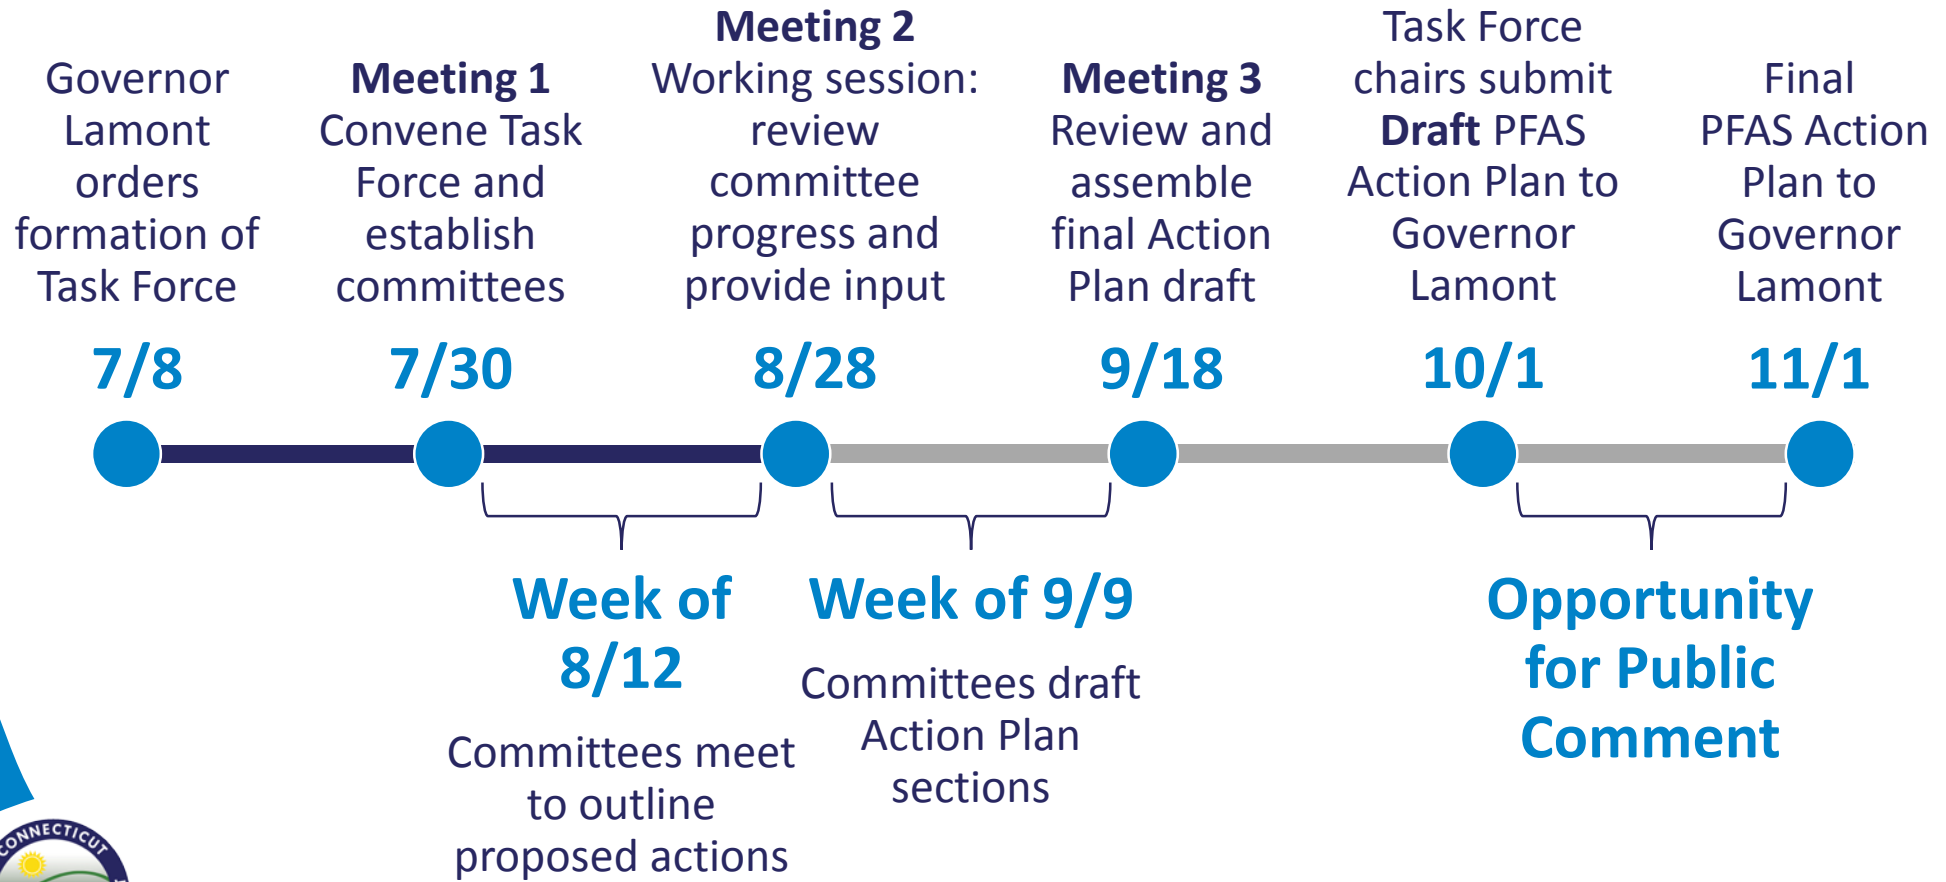 Governor
Lamont
orders
formation of
Task Force
7/8
Meeting 1
Convene Task
Force and
establish
committees
7/30
Meeting 2
Working session:
review
committee
progress and
provide input
8/28
Meeting 3
Review and
assemble
final Action
Plan draft
9/18
Task Force
chairs submit
Draft PFAS
Action Plan to
Governor
Lamont
10/1
Final
PFAS Action
Plan to
Governor
Lamont
11/1
Week of
8/12
Committees meet
to outline
proposed actions
Week of 9/9
Committees draft
Action Plan
sections
Opportunity
for Public
Comment
CONNECTICUT